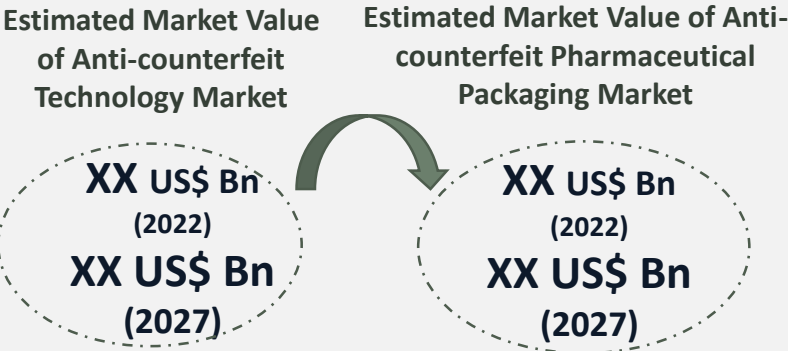 Estimated Market Value
of Anti-counterfeit
Technology Market
XX US$ Bn
(2022)
XX US$ Bn
(2027)
Estimated Market Value of Anti-
counterfeit Pharmaceutical
Packaging Market
XX US$ Bn
(2022)
XX US$ Bn
(2027)